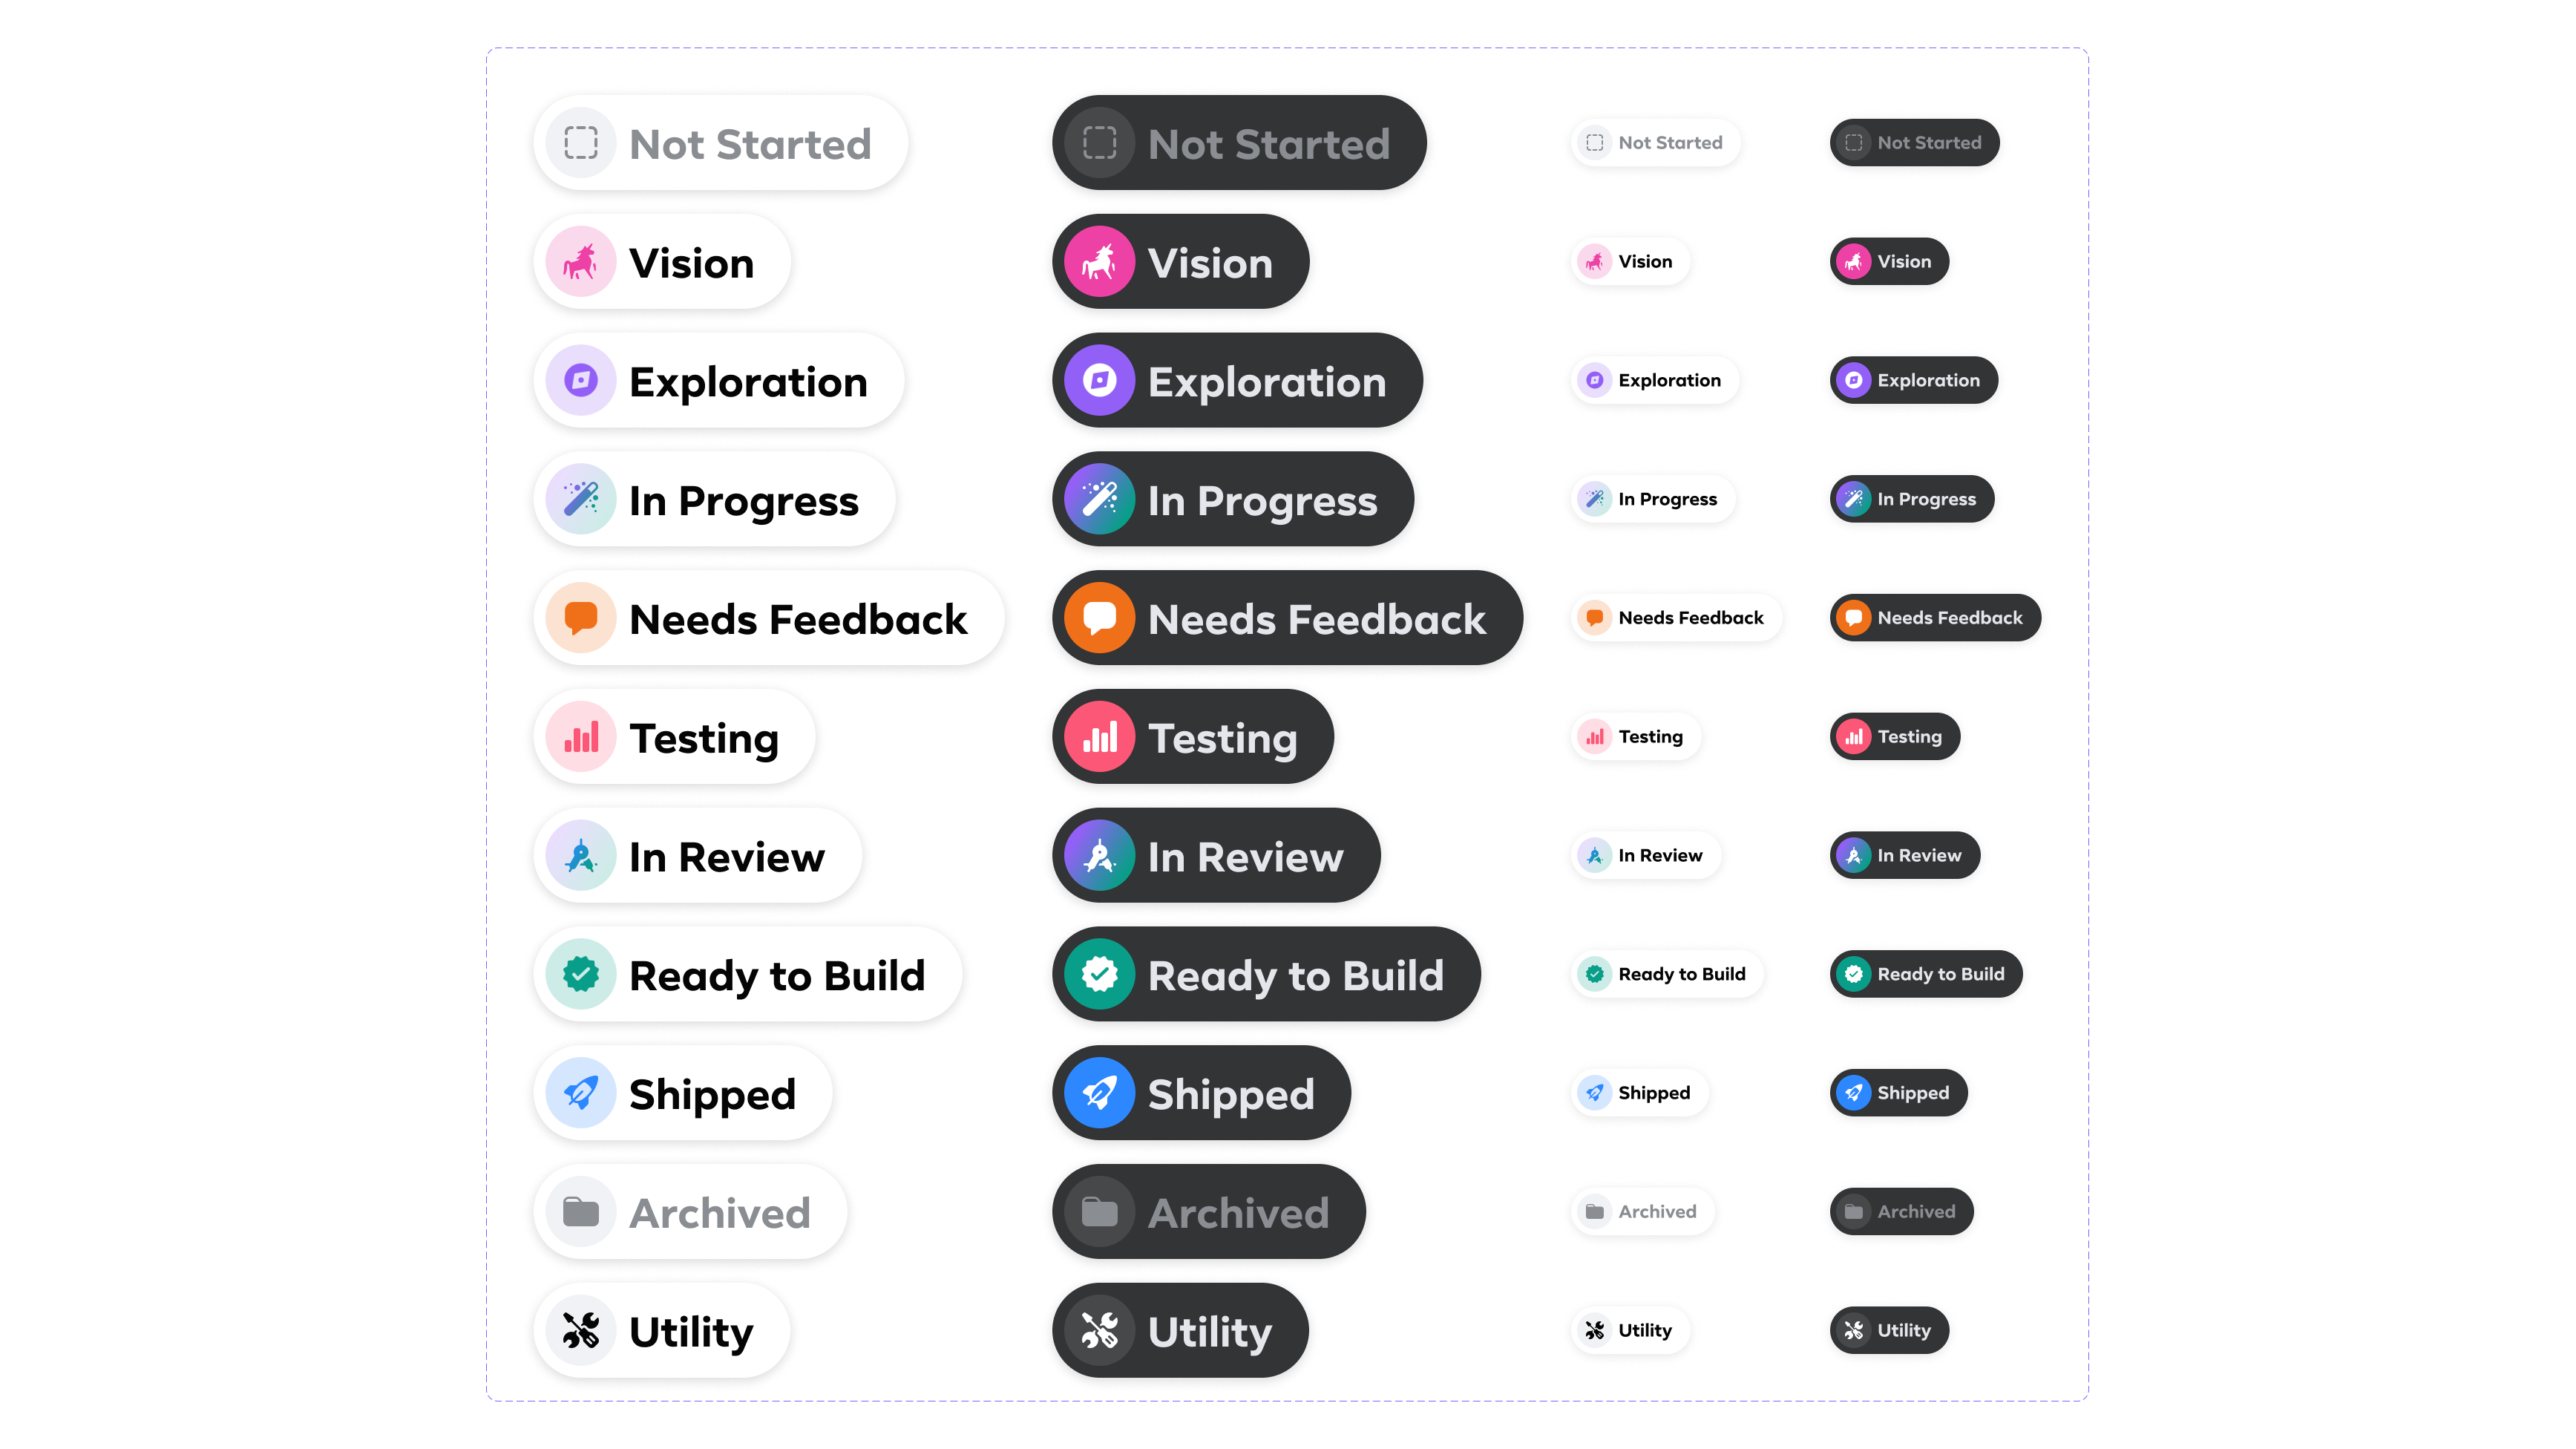 Not Started
Not Started
Not Started
Not Started
Vision
Vision
Vision
Vision
Exploration
Exploration
Exploration
Exploration
In Progress
In Progress
In Progress
In Progress
Needs Feedback
Needs Feedback
Needs Feedback
Needs Feedback
Testing
Testing
Testing
Testing
In Review
In Review
In Review
In Review
Ready to Build
Ready to Build
Ready to Build
Ready to Build
Shipped
Shipped
Shipped
Shipped
Archived
Archived
Archived
Archived
Utility
Utility
Utility
Utility